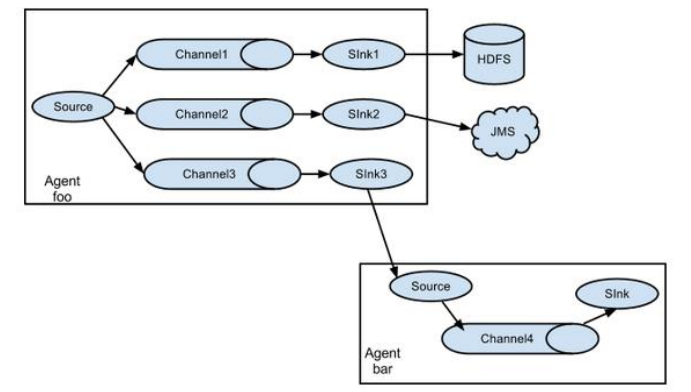 Channel1
SInk1
HDFS
Source
Channel2
SInk2
JMS
Channel3
SInk3
Agent
foo
Source
SInk
Channel4
Agent
bar